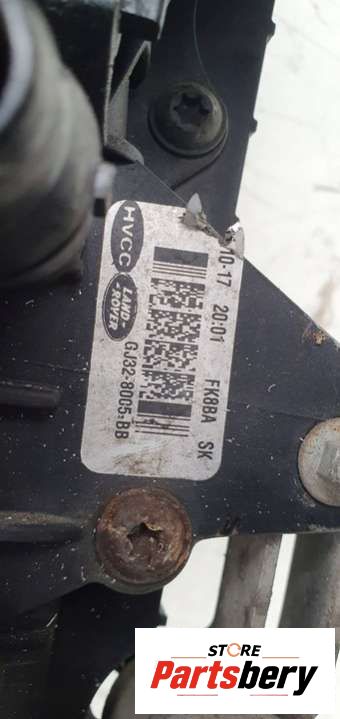 HVCC
LAND
ROVER
GJ32-8005-BB
10-17 20:01
FK8BA SK
STORE
Partsbery